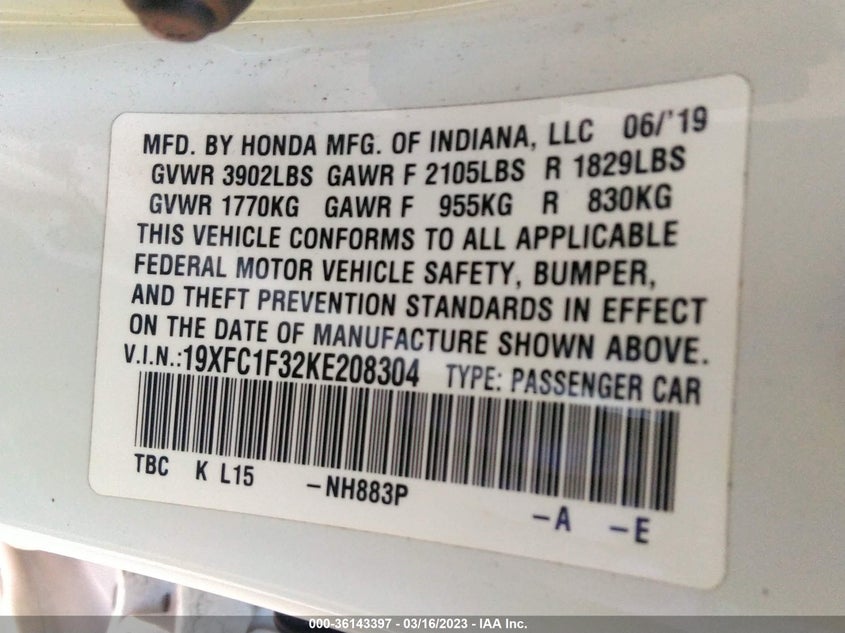 MFD. BY HONDA MFG. OF INDIANA, LLC 06/'19
GVWR 3902LBS GAWR F 2105LBS R 1829LBS
GVWR 1770KG GAWR F 955KG R 830KG
THIS VEHICLE CONFORMS TO ALL APPLICABLE
FEDERAL MOTOR VEHICLE SAFETY, BUMPER,
AND THEFT PREVENTION STANDARDS IN EFFECT
ON THE DATE OF MANUFACTURE SHOWN ABOVE.
V.I.N.:19XFC1F32KE208304 TYPE: PASSENGER CAR
TBC K L15 -NH883P -A -E
000-36143397 - 03/16/2023 - IAA Inc.